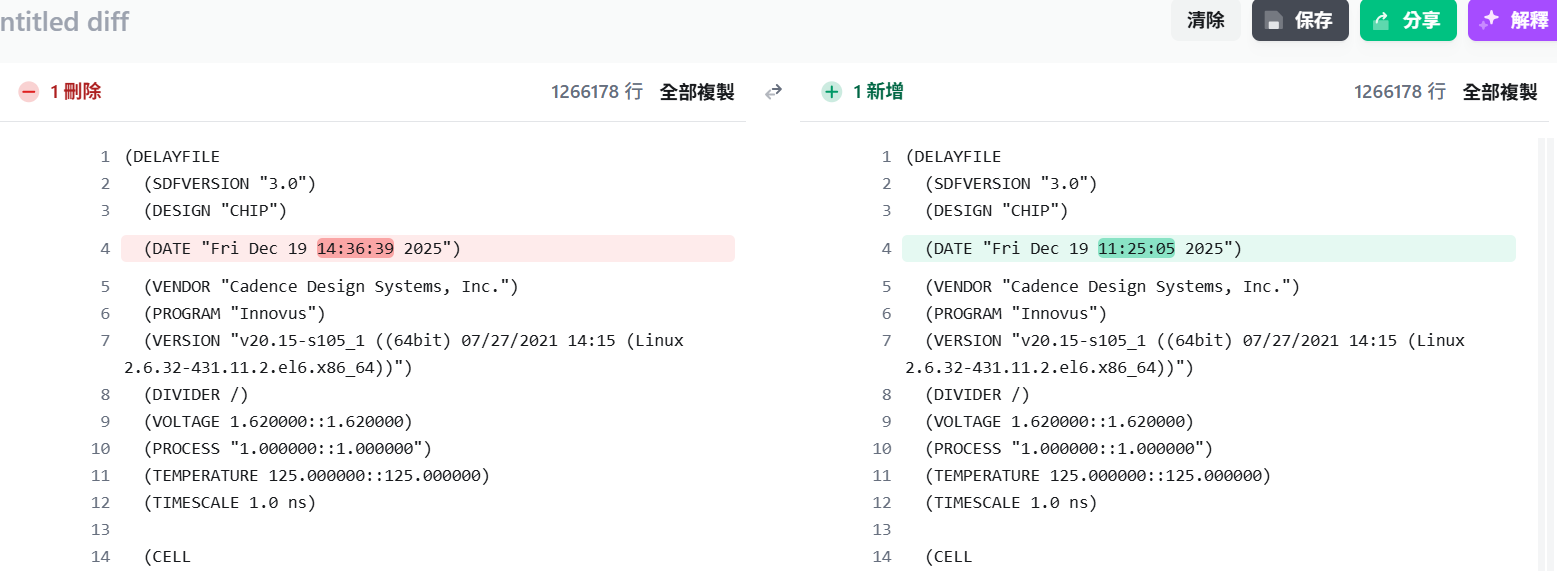 ntitled diff
清除 保存 分享 解釋
1 刪除 1266178 行 全部複製
1 新增 1266178 行 全部複製
1 (DELAYFILE
2 (SDFVERSION "3.0")
3 (DESIGN "CHIP")
4 (DATE "Fri Dec 19 14:36:39 2025")
5 (VENDOR "Cadence Design Systems, Inc.")
6 (PROGRAM "Innovus")
7 (VERSION "v20.15-s105_1 ((64bit) 07/27/2021 14:15 (Linux
2.6.32-431.11.2.el6.x86_64))")
8 (DIVIDER /)
9 (VOLTAGE 1.620000::1.620000)
10 (PROCESS "1.000000::1.000000")
11 (TEMPERATURE 125.000000::125.000000)
12 (TIMESCALE 1.0 ns)
13
14 (CELL
1 (DELAYFILE
2 (SDFVERSION "3.0")
3 (DESIGN "CHIP")
4 (DATE "Fri Dec 19 11:25:05 2025")
5 (VENDOR "Cadence Design Systems, Inc.")
6 (PROGRAM "Innovus")
7 (VERSION "v20.15-s105_1 ((64bit) 07/27/2021 14:15 (Linux
2.6.32-431.11.2.el6.x86_64))")
8 (DIVIDER /)
9 (VOLTAGE 1.620000::1.620000)
10 (PROCESS "1.000000::1.000000")
11 (TEMPERATURE 125.000000::125.000000)
12 (TIMESCALE 1.0 ns)
13
14 (CELL